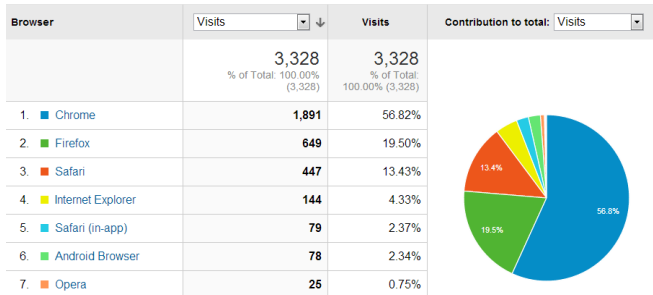 Browser Visits Visits Contribution to total: Visits
3,328 3,328
% of Total: 100.00% % of Total:
(3,328) 100.00% (3,328)
1. Chrome 1,891 56.82%
2. Firefox 649 19.50%
3. Safari 447 13.43%
4. Internet Explorer 144 4.33%
5. Safari (in-app) 79 2.37%
6. Android Browser 78 2.34%
7. Opera 25 0.75%
13.4%
56.8%
19.5%